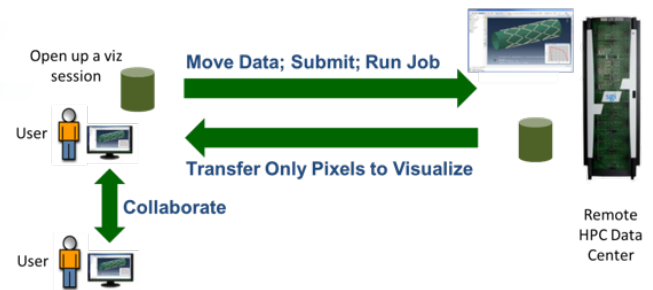 Open up a viz
session
Move Data; Submit; Run Job
User
Transfer Only Pixels to Visualize
Collaborate
User
Remote
HPC Data
Center